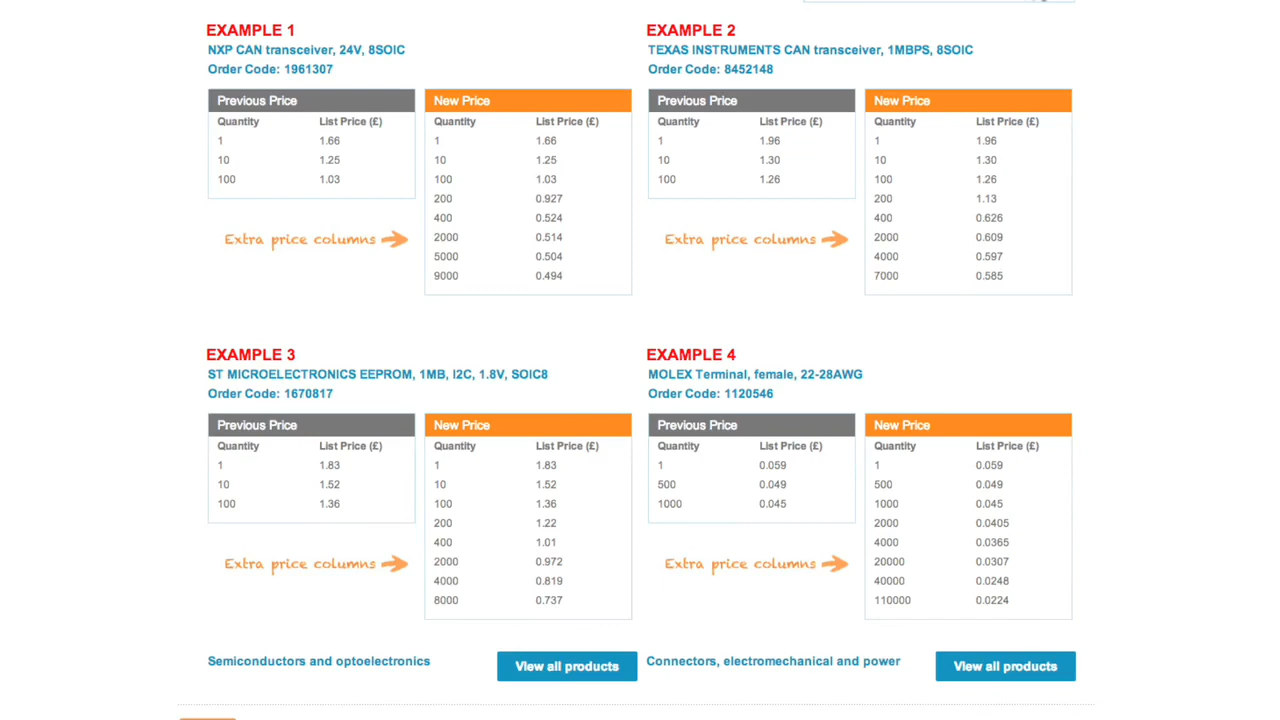 EXAMPLE 1
NXP CAN transceiver, 24V, 8SOIC
Order Code: 1961307
Previous Price
Quantity List Price (£)
1 1.66
10 1.25
100 1.03
Extra price columns
New Price
Quantity List Price (£)
1 1.66
10 1.25
100 1.03
200 0.927
400 0.524
2000 0.514
5000 0.504
9000 0.494
EXAMPLE 2
TEXAS INSTRUMENTS CAN transceiver, 1MBPS, 8SOIC
Order Code: 8452148
Previous Price
Quantity List Price (£)
1 1.96
10 1.30
100 1.26
Extra price columns
New Price
Quantity List Price (£)
1 1.96
10 1.30
100 1.26
200 1.13
400 0.626
2000 0.609
4000 0.597
7000 0.585
EXAMPLE 3
ST MICROELECTRONICS EEPROM, 1MB, I2C, 1.8V, SOIC8
Order Code: 1670817
Previous Price
Quantity List Price (£)
1 1.83
10 1.52
100 1.36
Extra price columns
New Price
Quantity List Price (£)
1 1.83
10 1.52
100 1.36
200 1.22
400 1.01
2000 0.972
4000 0.819
8000 0.737
EXAMPLE 4
MOLEX Terminal, female, 22-28AWG
Order Code: 1120546
Previous Price
Quantity List Price (£)
1 0.059
500 0.049
1000 0.045
Extra price columns
New Price
Quantity List Price (£)
1 0.059
500 0.049
1000 0.045
2000 0.0405
4000 0.0365
20000 0.0307
40000 0.0248
110000 0.0224
Semiconductors and optoelectronics
View all products
Connectors, electromechanical and power
View all products